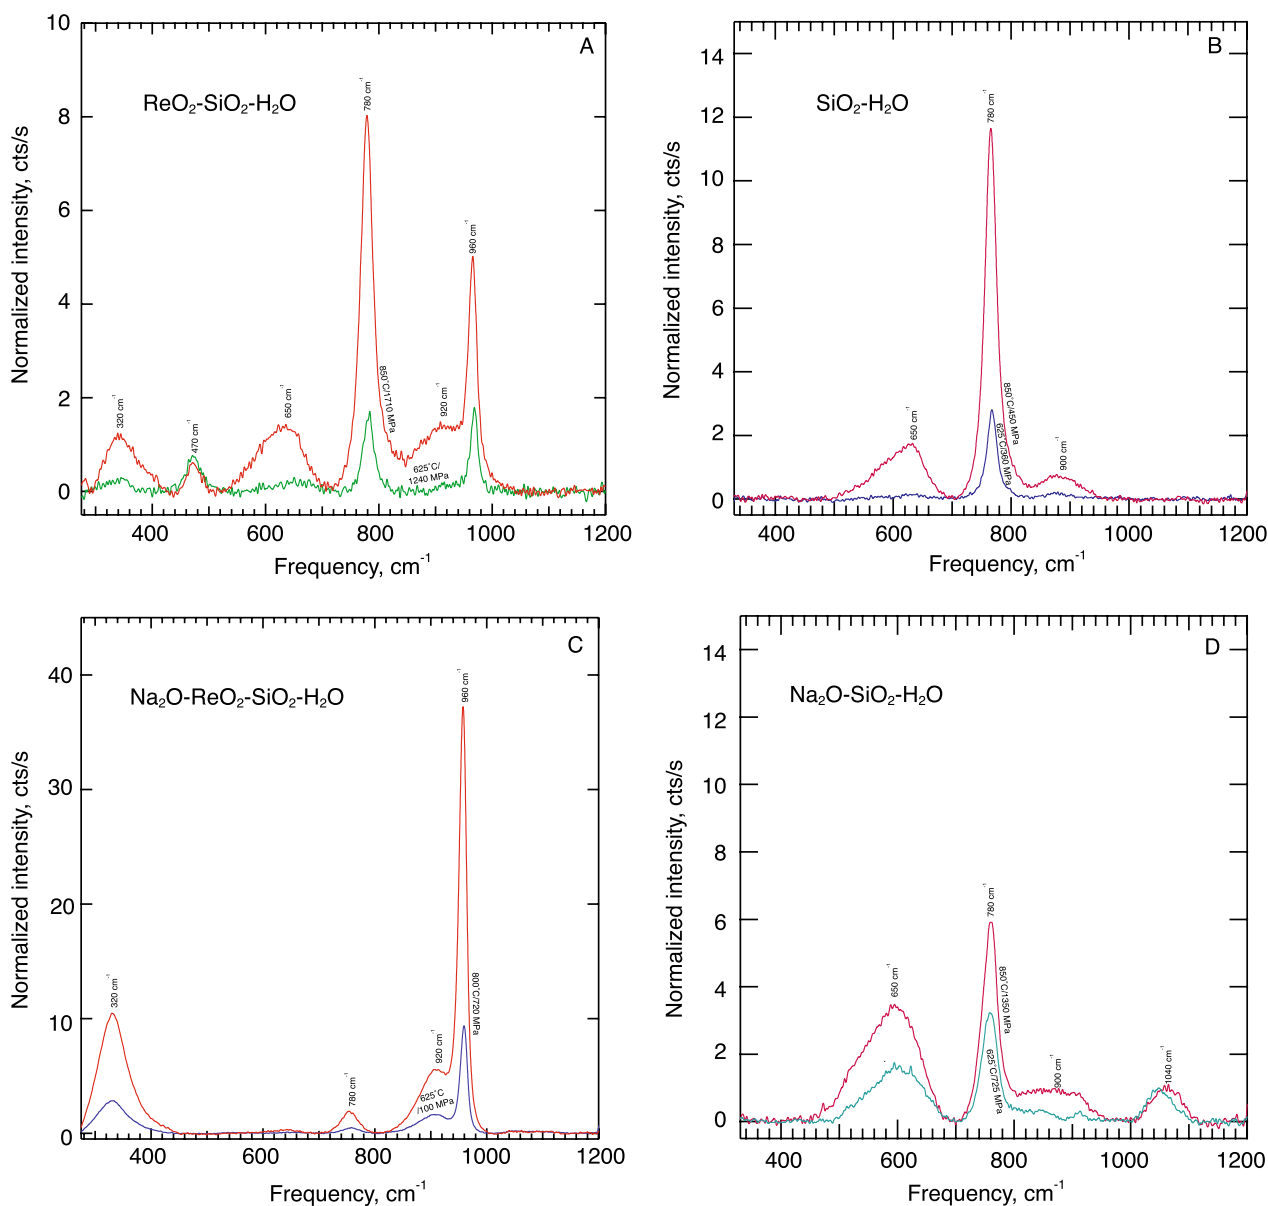 A
ReO2-SiO2-H2O
Normalized intensity, cts/s
10
8
6
4
2
0
320 cm-1
470 cm-1
650 cm-1
780 cm-1
850˚C/1710 MPa
920 cm-1
625˚C/
1240 MPa
960 cm-1
400
600
800
1000
1200
Frequency, cm-1
B
SiO2-H2O
Normalized intensity, cts/s
14
12
10
8
6
4
2
0
650 cm-1
780 cm-1
850˚C/450 MPa
625˚C/360 MPa
900 cm-1
400
600
800
1000
1200
Frequency, cm-1
C
Na2O-ReO2-SiO2-H2O
Normalized intensity, cts/s
40
30
20
10
0
320 cm-1
780 cm-1
920 cm-1
625˚C
/100 MPa
960 cm-1
800˚C/720 MPa
400
600
800
1000
1200
Frequency, cm-1
D
Na2O-SiO2-H2O
Normalized intensity, cts/s
14
12
10
8
6
4
2
0
650 cm-1
780 cm-1
850˚C/1350 MPa
625˚C/725 MPa
900 cm-1
1040 cm-1
400
600
800
1000
1200
Frequency, cm-1